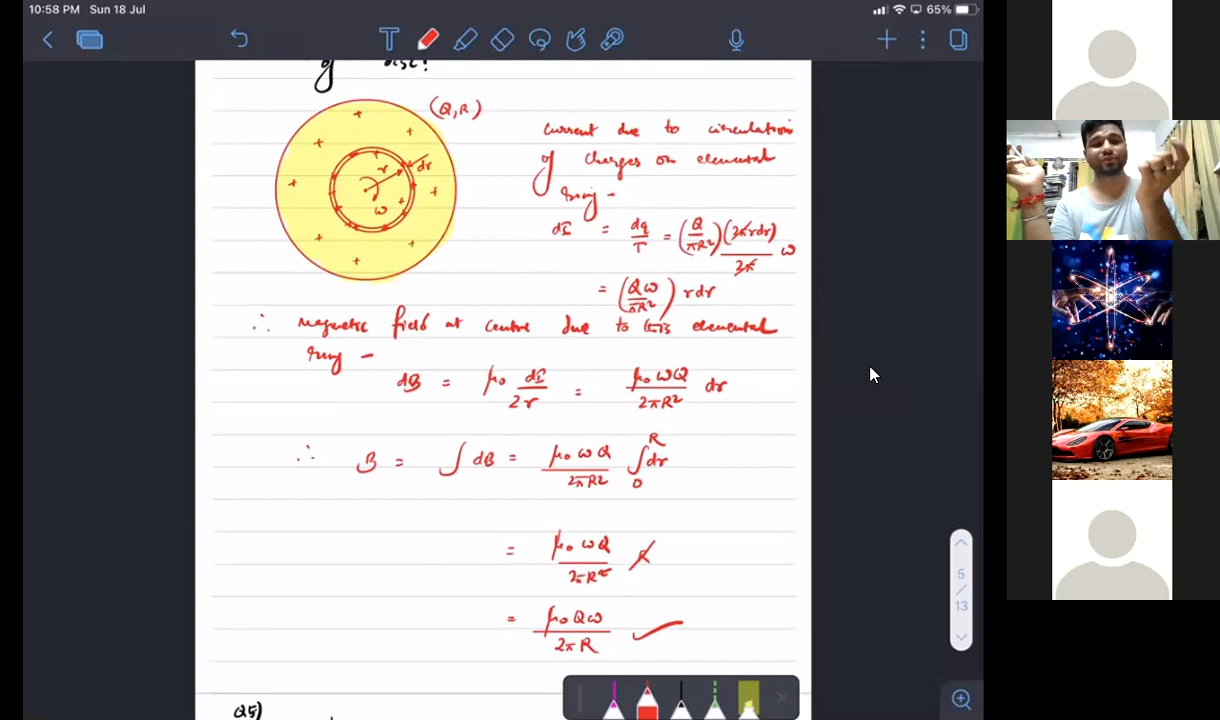 10:58 PM Sun 18 Jul
65%
T
of disc?
(Q,R)
r
dr
ω
current due to circulation
of charges on elemental
ring -
dI = dq/T = (Q/πR²) (2πrdr)/2π ω
= (Qω/πR²) rdr
∴ magnetic field at centre due to this elemental
ring -
dB = μ₀ dI/2r = μ₀ωQ/2πR² dr
∴ B = ∫ dB = μ₀ωQ/2πR² ∫₀ᴿ dr
= μ₀ωQ/2πR² R
= μ₀Qω/2πR
Q5)
5
/
13